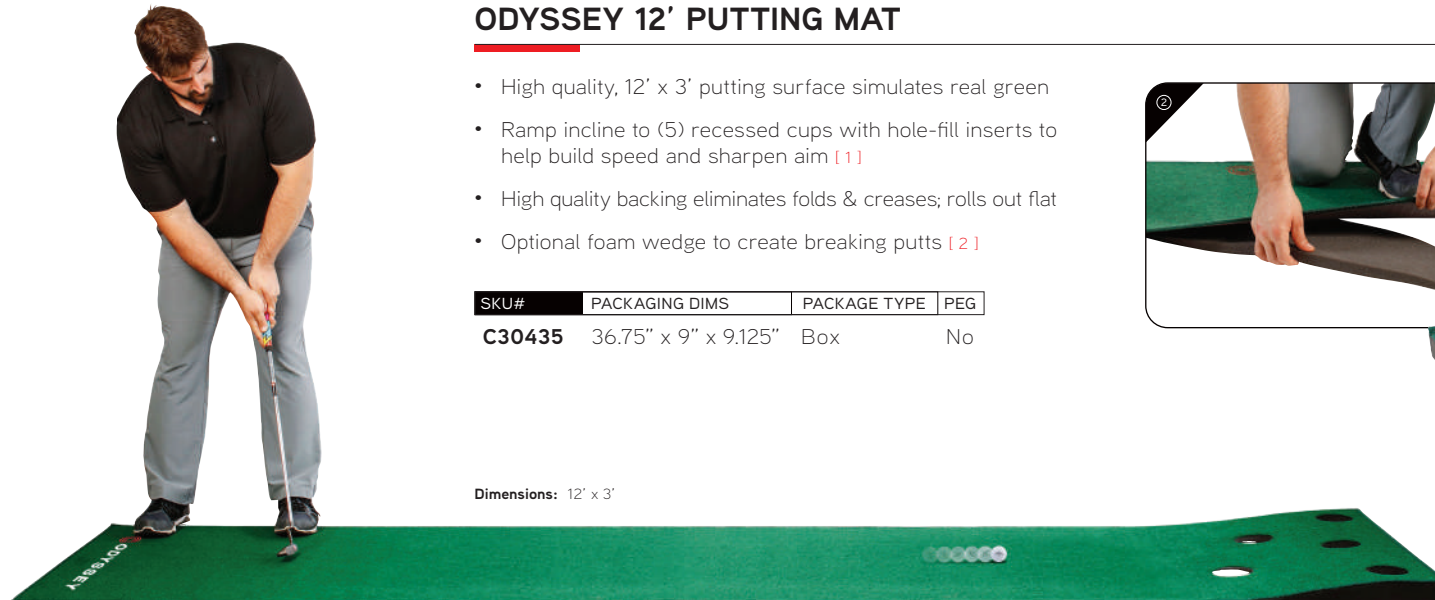 ODYSSEY 12’ PUTTING MAT
• High quality, 12’ x 3’ putting surface simulates real green
• Ramp incline to (5) recessed cups with hole-fill inserts to
help build speed and sharpen aim [ 1 ]
• High quality backing eliminates folds & creases; rolls out flat
• Optional foam wedge to create breaking putts [ 2 ]
2
SKU# PACKAGING DIMS PACKAGE TYPE PEG
C30435 36.75” x 9” x 9.125” Box No
Dimensions: 12’ x 3’
ODYSSEY